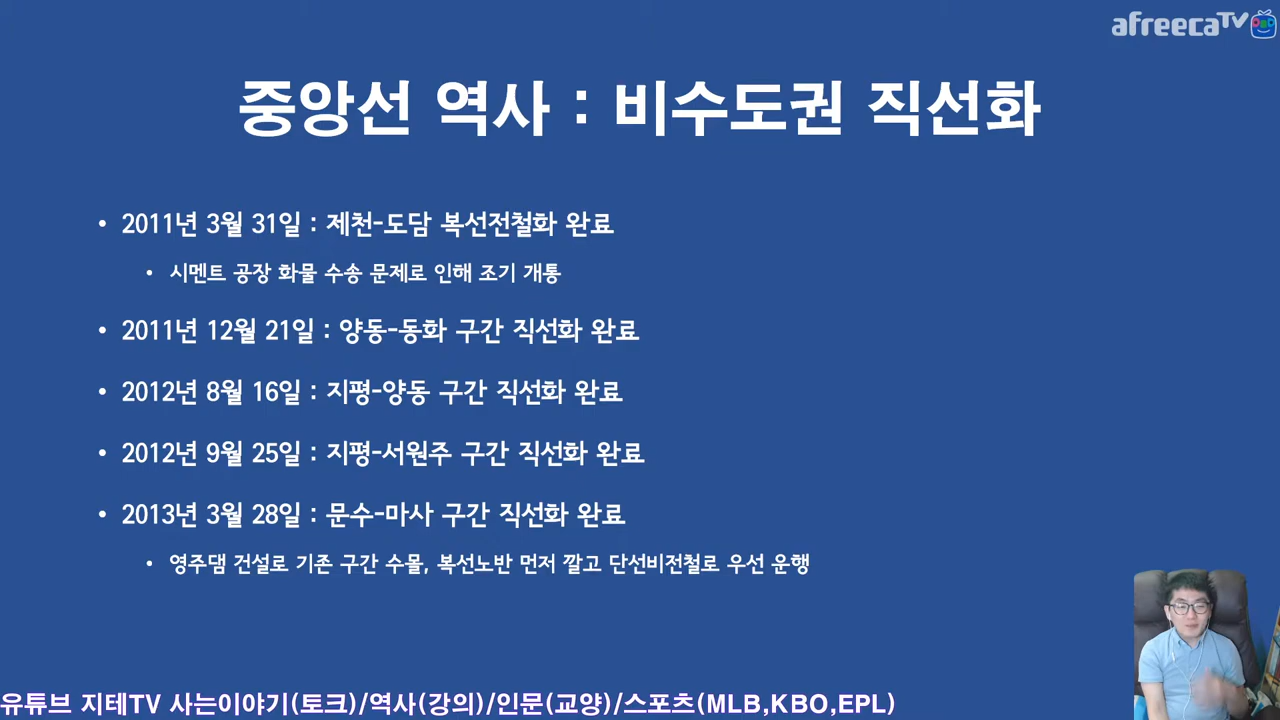 afreecaTV
중앙선 역사 : 비수도권 직선화
• 2011년 3월 31일 : 제천-도담 복선전철화 완료
• 시멘트 공장 화물 수송 문제로 인해 조기 개통
• 2011년 12월 21일 : 양동-동화 구간 직선화 완료
• 2012년 8월 16일 : 지평-양동 구간 직선화 완료
• 2012년 9월 25일 : 지평-서원주 구간 직선화 완료
• 2013년 3월 28일 : 문수-마사 구간 직선화 완료
• 영주댐 건설로 기존 구간 수몰, 복선노반 먼저 깔고 단선비전철로 우선 운행
유튜브 지테TV 사는이야기(토크)/역사(강의)/인문(교양)/스포츠(MLB,KBO,EPL)